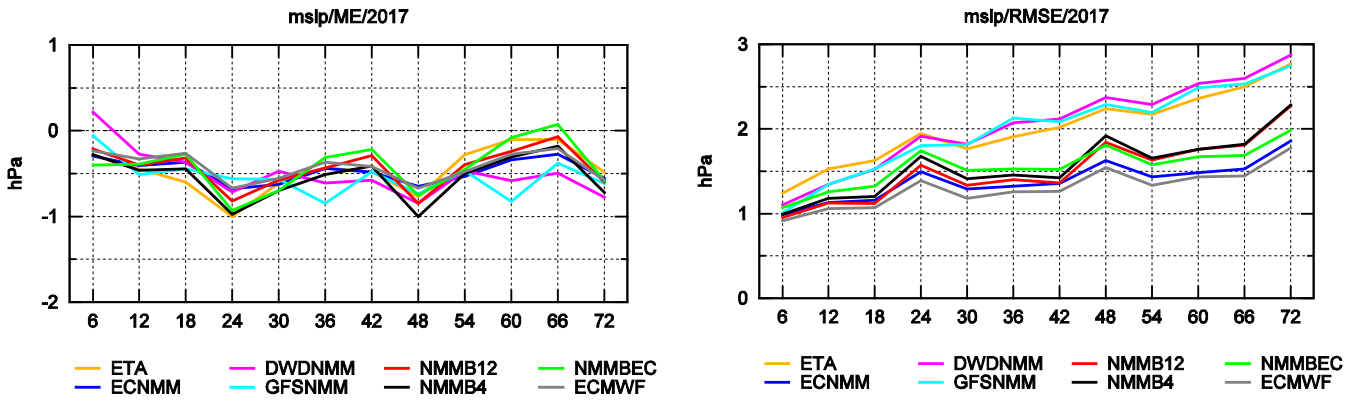 mslp/ME/2017
1
0
-1
-2
hPa
6 12 18 24 30 36 42 48 54 60 66 72
ETA DWDNMM NMMB12 NMMBEC
ECNMM GFSNMM NMMB4 ECMWF
mslp/RMSE/2017
3
2
1
0
hPa
6 12 18 24 30 36 42 48 54 60 66 72
ETA DWDNMM NMMB12 NMMBEC
ECNMM GFSNMM NMMB4 ECMWF